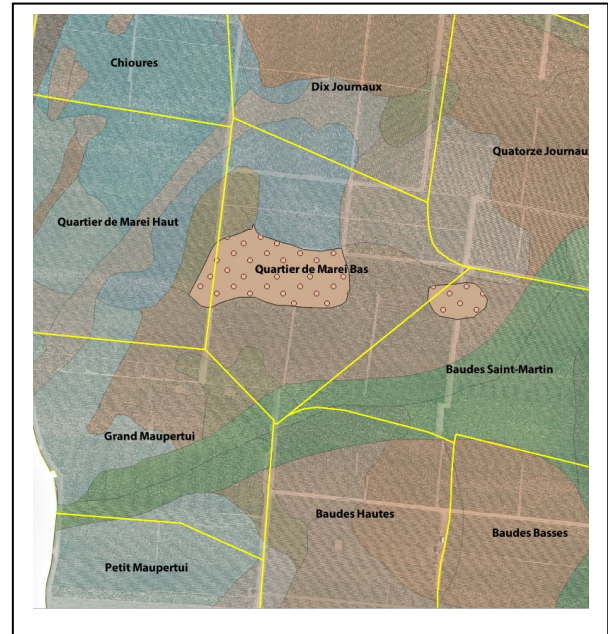 Chioures
Dix Journaux
Quatorze Journau
Quartier de Marei Haut
Quartier de Marei Bas
Baudes Saint-Martin
Grand Maupertui
Baudes Hautes
Baudes Basses
Petit Maupertui